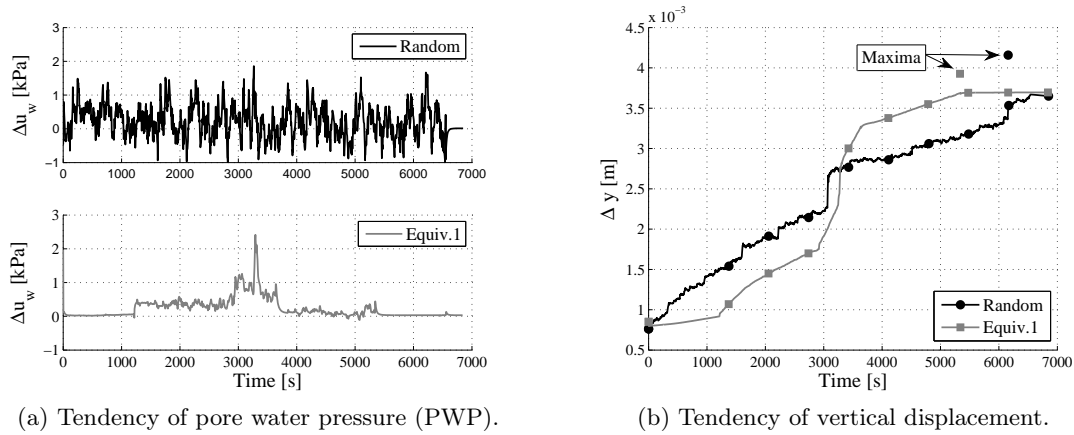 3
2
1
0
1
0 1000 2000 3000 4000 5000 6000 7000
Δu_w [kPa]
Random
3
2
1
0
−1
0 1000 2000 3000 4000 5000 6000 7000
Δu_w [kPa]
Equiv.1
Time [s]
(a) Tendency of pore water pressure (PWP).
x 10⁻³
4.5
4
3.5
3
2.5
2
1.5
1
0.5
0 1000 2000 3000 4000 5000 6000 7000
Δ y [m]
Maxima
Random
Equiv.1
Time [s]
(b) Tendency of vertical displacement.